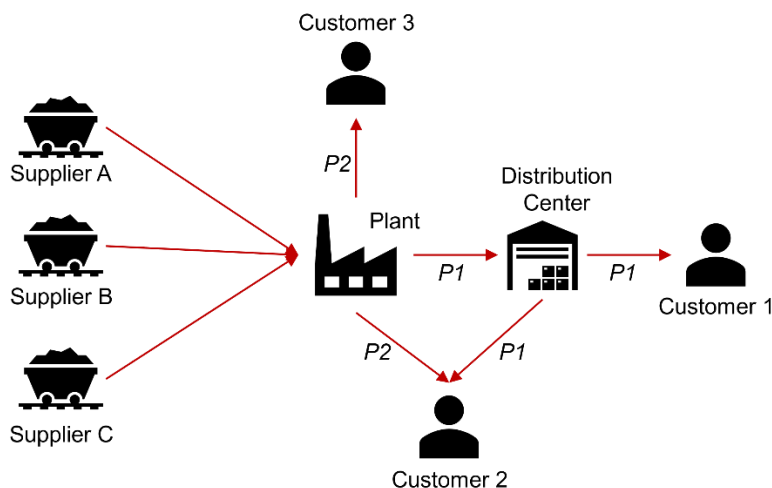 Customer 3
Supplier A
P2
Distribution
Center
Plant
Supplier B
P1
P1
Customer 1
P2
P1
Supplier C
Customer 2